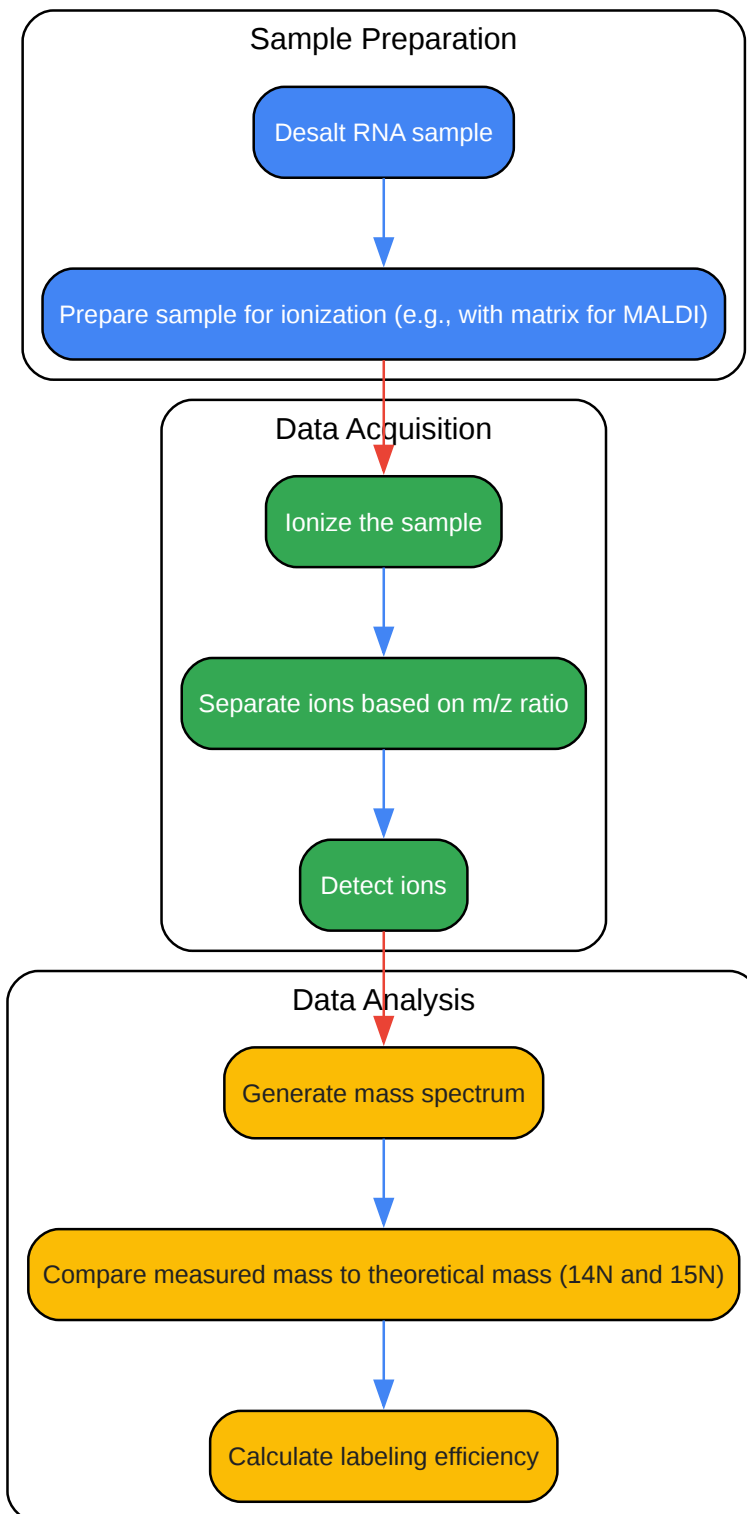 Sample Preparation
Desalt RNA sample
Prepare sample for ionization (e.g., with matrix for MALDI)
Data Acquisition
Ionize the sample
Separate ions based on m/z ratio
Detect ions
Data Analysis
Generate mass spectrum
Compare measured mass to theoretical mass (14N and 15N)
Calculate labeling efficiency